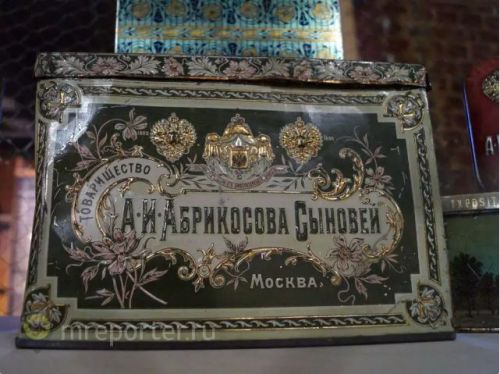 ТОВАРИЩЕСТВО
А·И·АБРИКОСОВА СЫНОВЕЙ
МОСКВА.
mreporter.ru